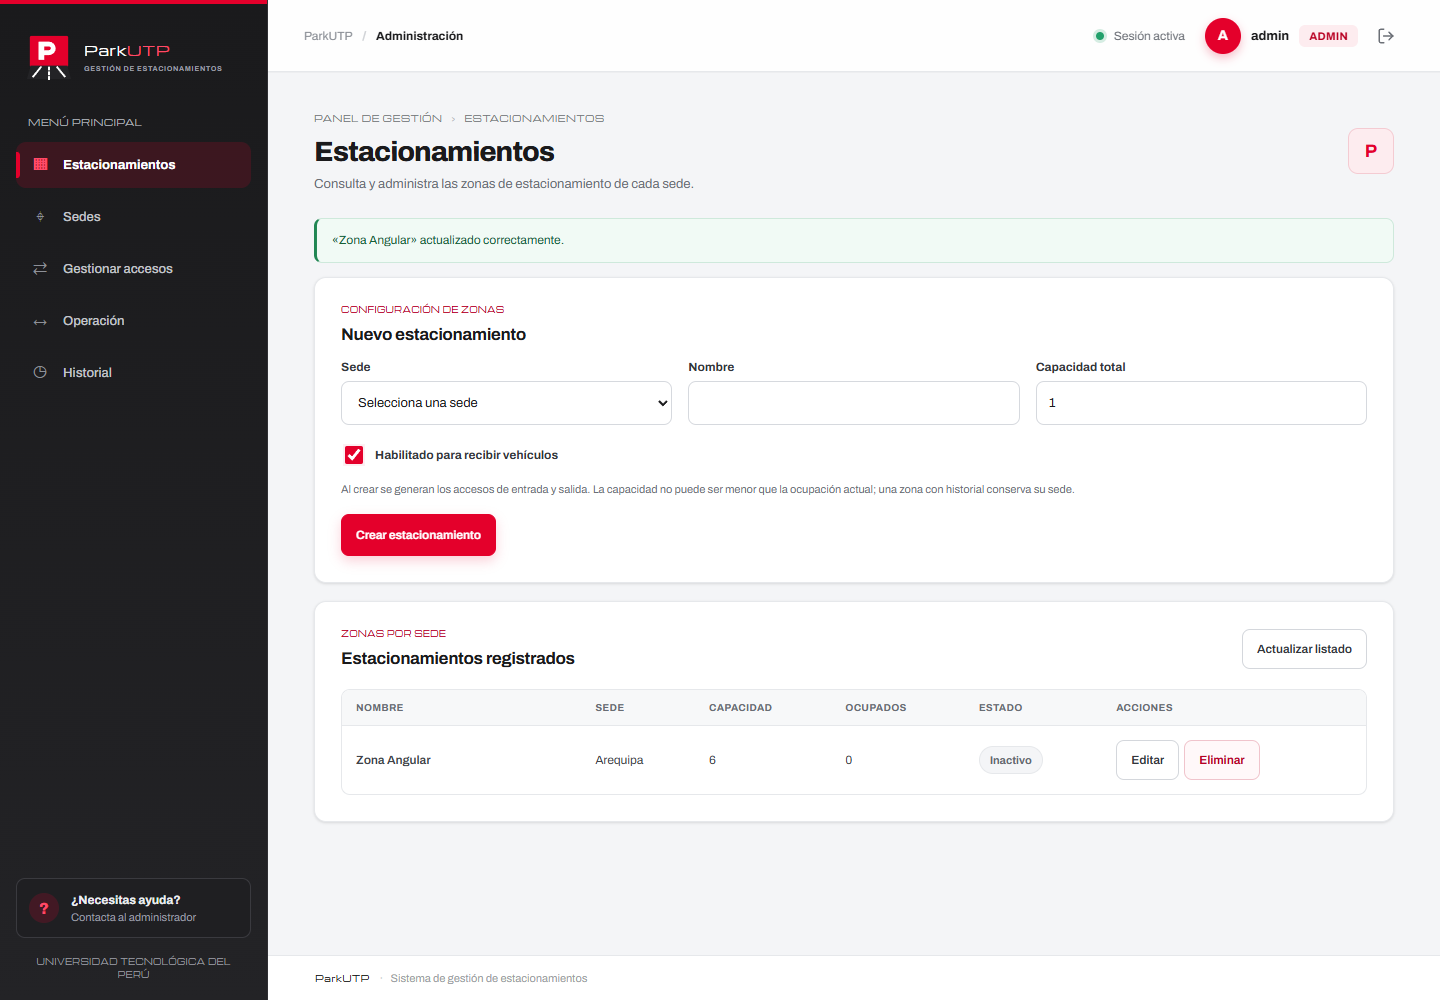 ParkUTP
GESTIÓN DE ESTACIONAMIENTOS
MENÚ PRINCIPAL
Estacionamientos
Sedes
Gestionar accesos
Operación
Historial
¿Necesitas ayuda?
Contacta al administrador
UNIVERSIDAD TECNOLÓGICA DEL
PERÚ
ParkUTP / Administración
Sesión activa
A
admin
ADMIN
PANEL DE GESTIÓN › ESTACIONAMIENTOS
Estacionamientos
P
Consulta y administra las zonas de estacionamiento de cada sede.
«Zona Angular» actualizado correctamente.
CONFIGURACIÓN DE ZONAS
Nuevo estacionamiento
Sede Nombre Capacidad total
Selecciona una sede 1
Habilitado para recibir vehículos
Al crear se generan los accesos de entrada y salida. La capacidad no puede ser menor que la ocupación actual; una zona con historial conserva su sede.
Crear estacionamiento
ZONAS POR SEDE
Estacionamientos registrados
Actualizar listado
NOMBRE SEDE CAPACIDAD OCUPADOS ESTADO ACCIONES
Zona Angular Arequipa 6 0 Inactivo Editar Eliminar
ParkUTP · Sistema de gestión de estacionamientos